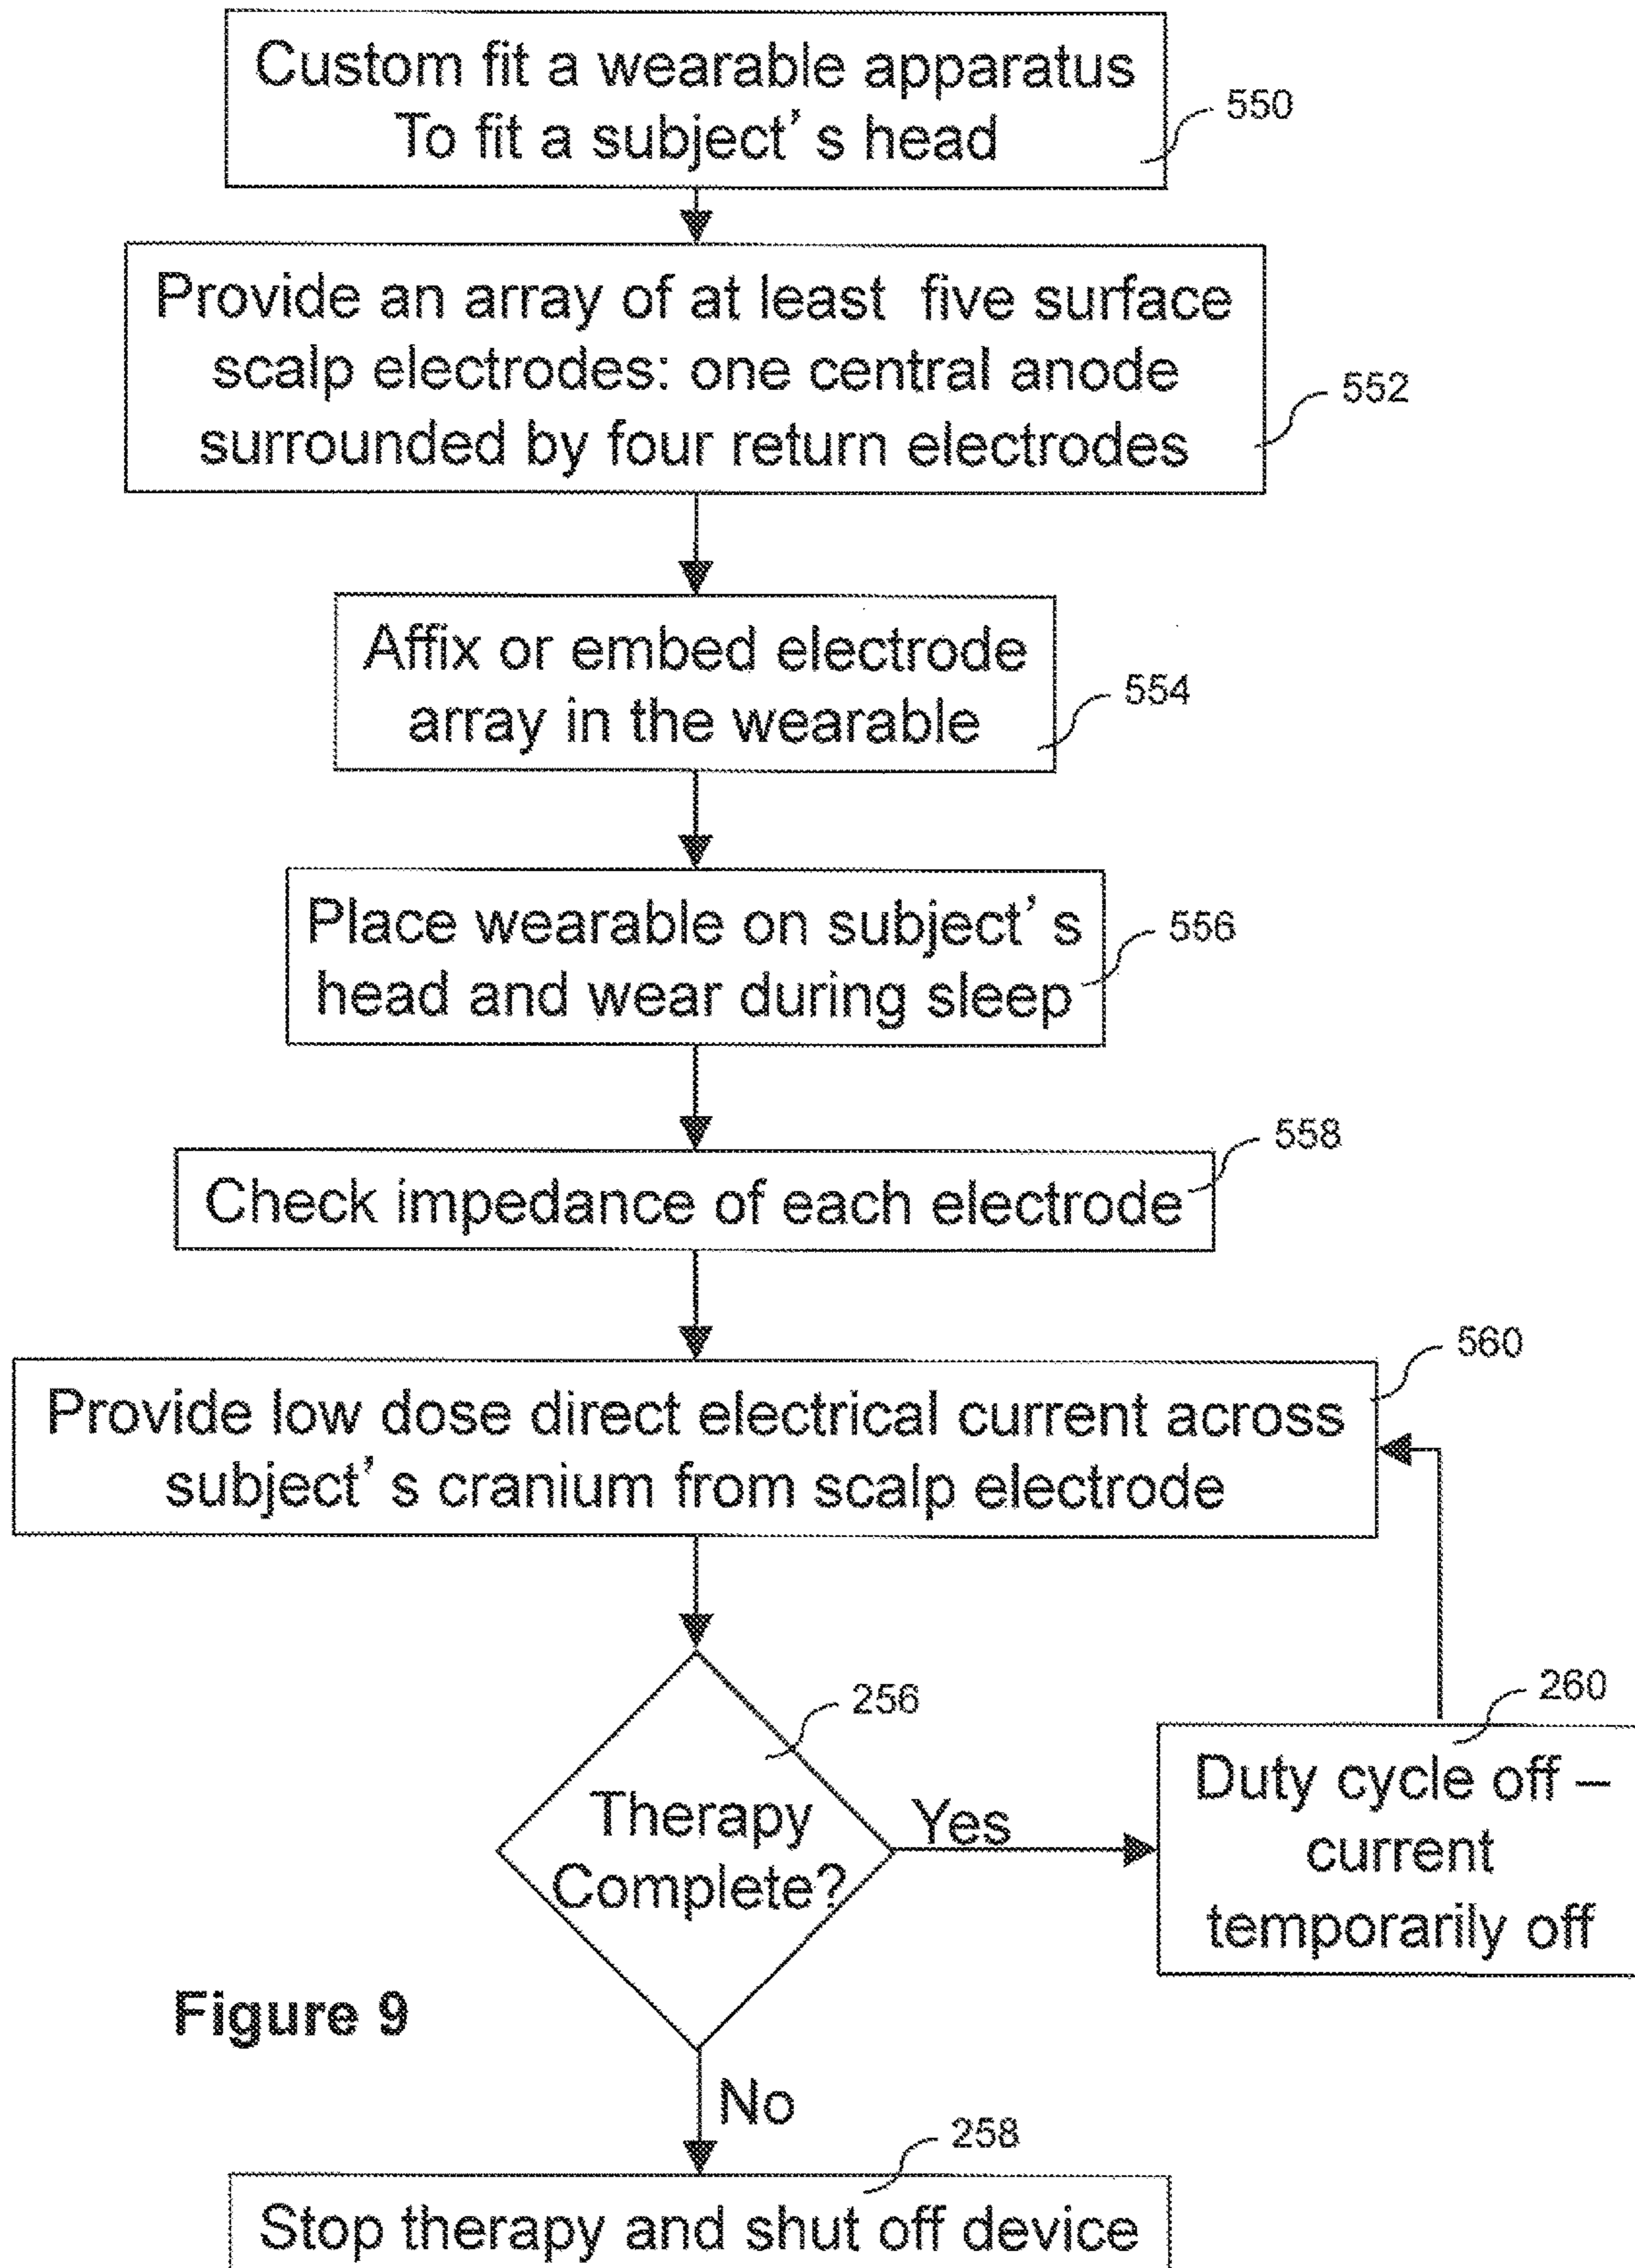 Custom fit a wearable apparatus
To fit a subject's head
550
Provide an array of at least five surface
scalp electrodes: one central anode
surrounded by four return electrodes
552
Affix or embed electrode
array in the wearable
554
Place wearable on subject's
head and wear during sleep
556
Check impedance of each electrode
558
Provide low dose direct electrical current across
subject's cranium from scalp electrode
560
Therapy
Complete?
256
Yes
Duty cycle off –
current
temporarily off
260
Figure 9
No
Stop therapy and shut off device
258